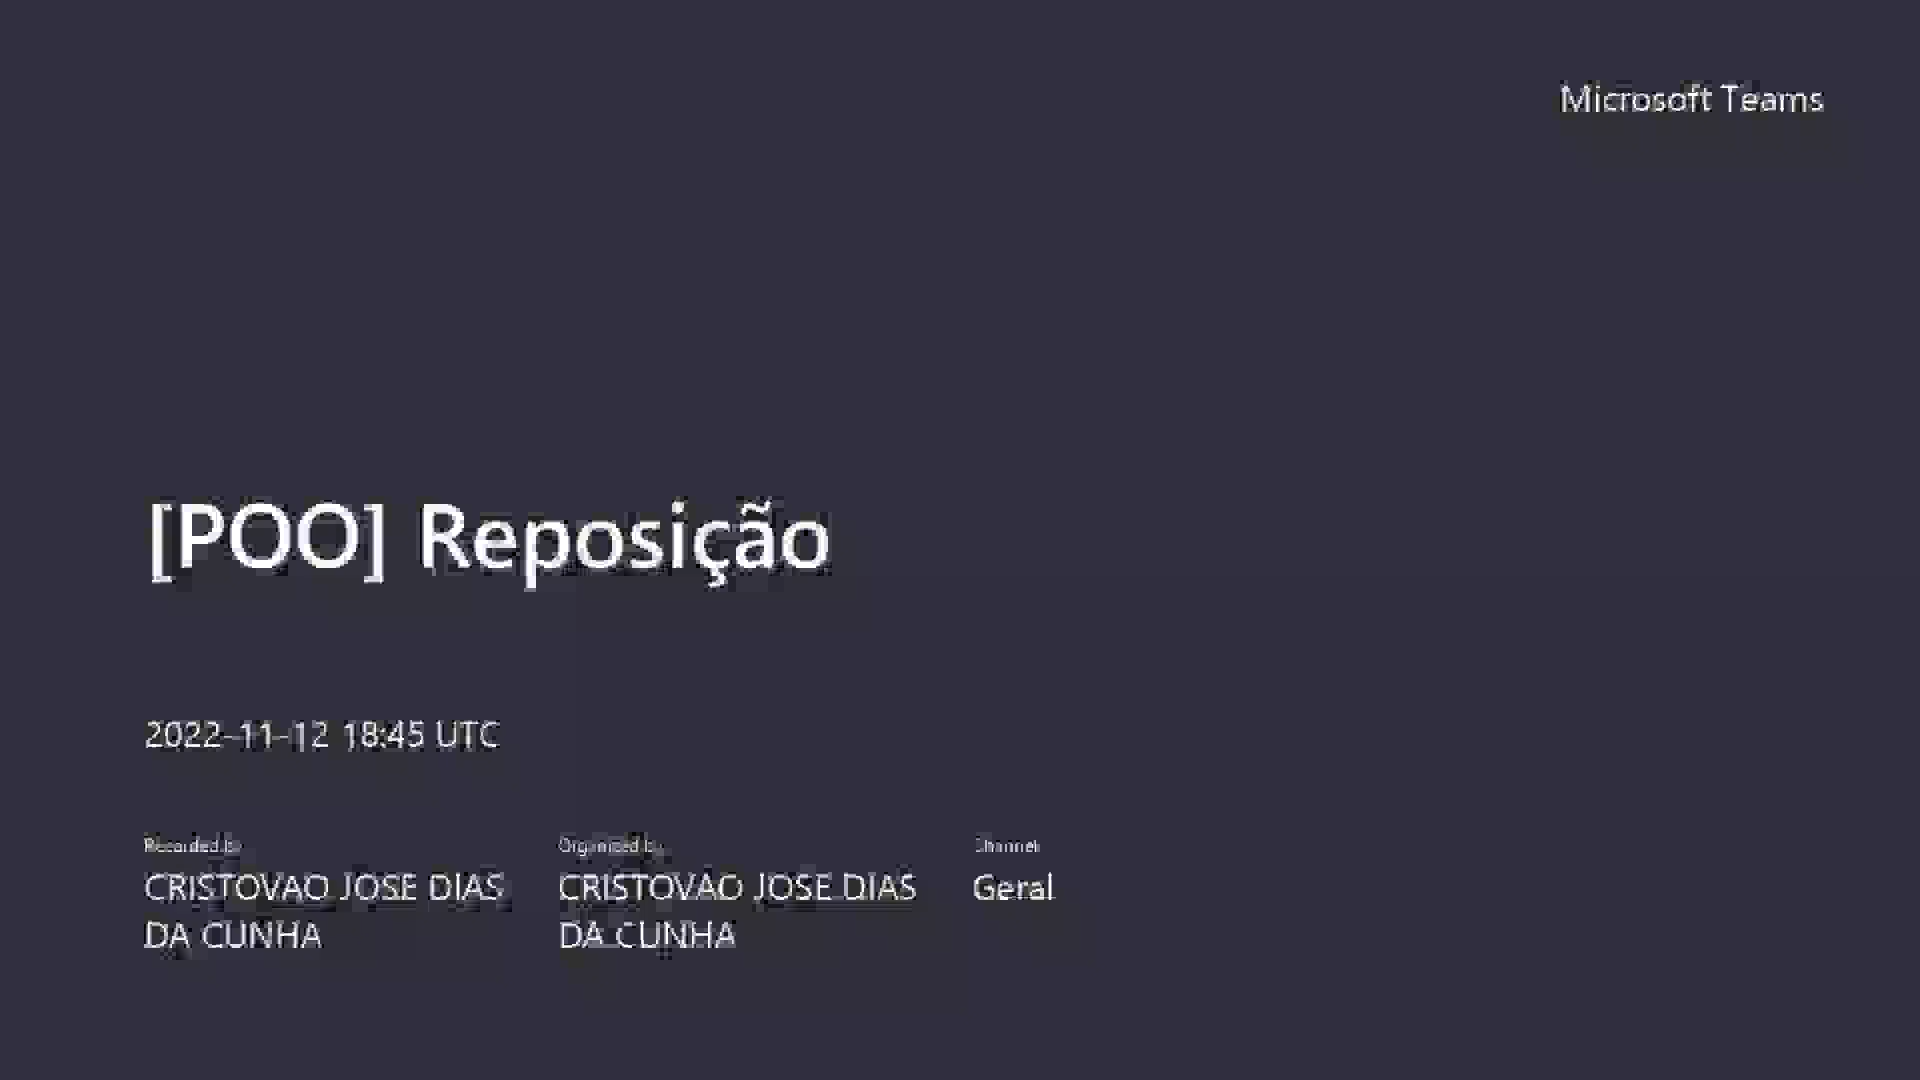 Microsoft Teams
[POO] Reposição
2022-11-12 18:45 UTC
Recorded by
Organized by
Channel
CRISTOVAO JOSE DIAS
DA CUNHA
CRISTOVAO JOSE DIAS
DA CUNHA
Geral